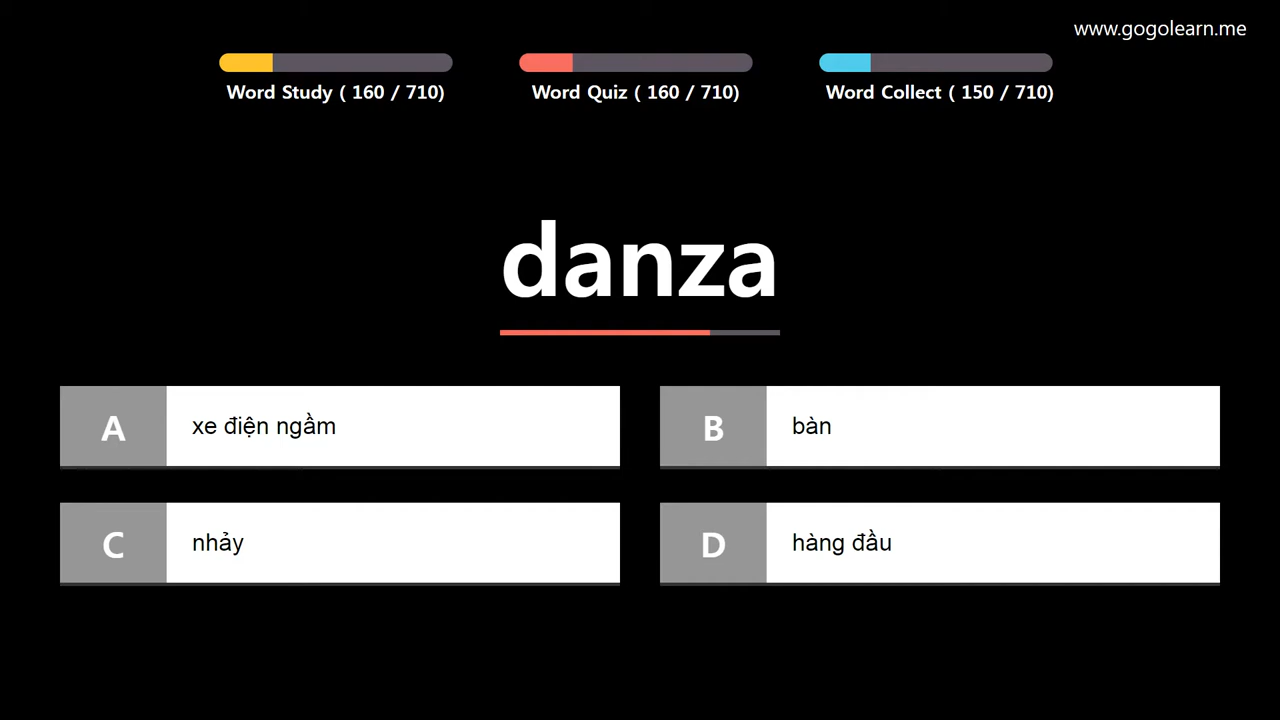 www.gogolearn.me
Word Study ( 160 / 710)
Word Quiz ( 160 / 710)
Word Collect ( 150 / 710)
danza
A xe điện ngầm
B bàn
C nhảy
D hàng đầu